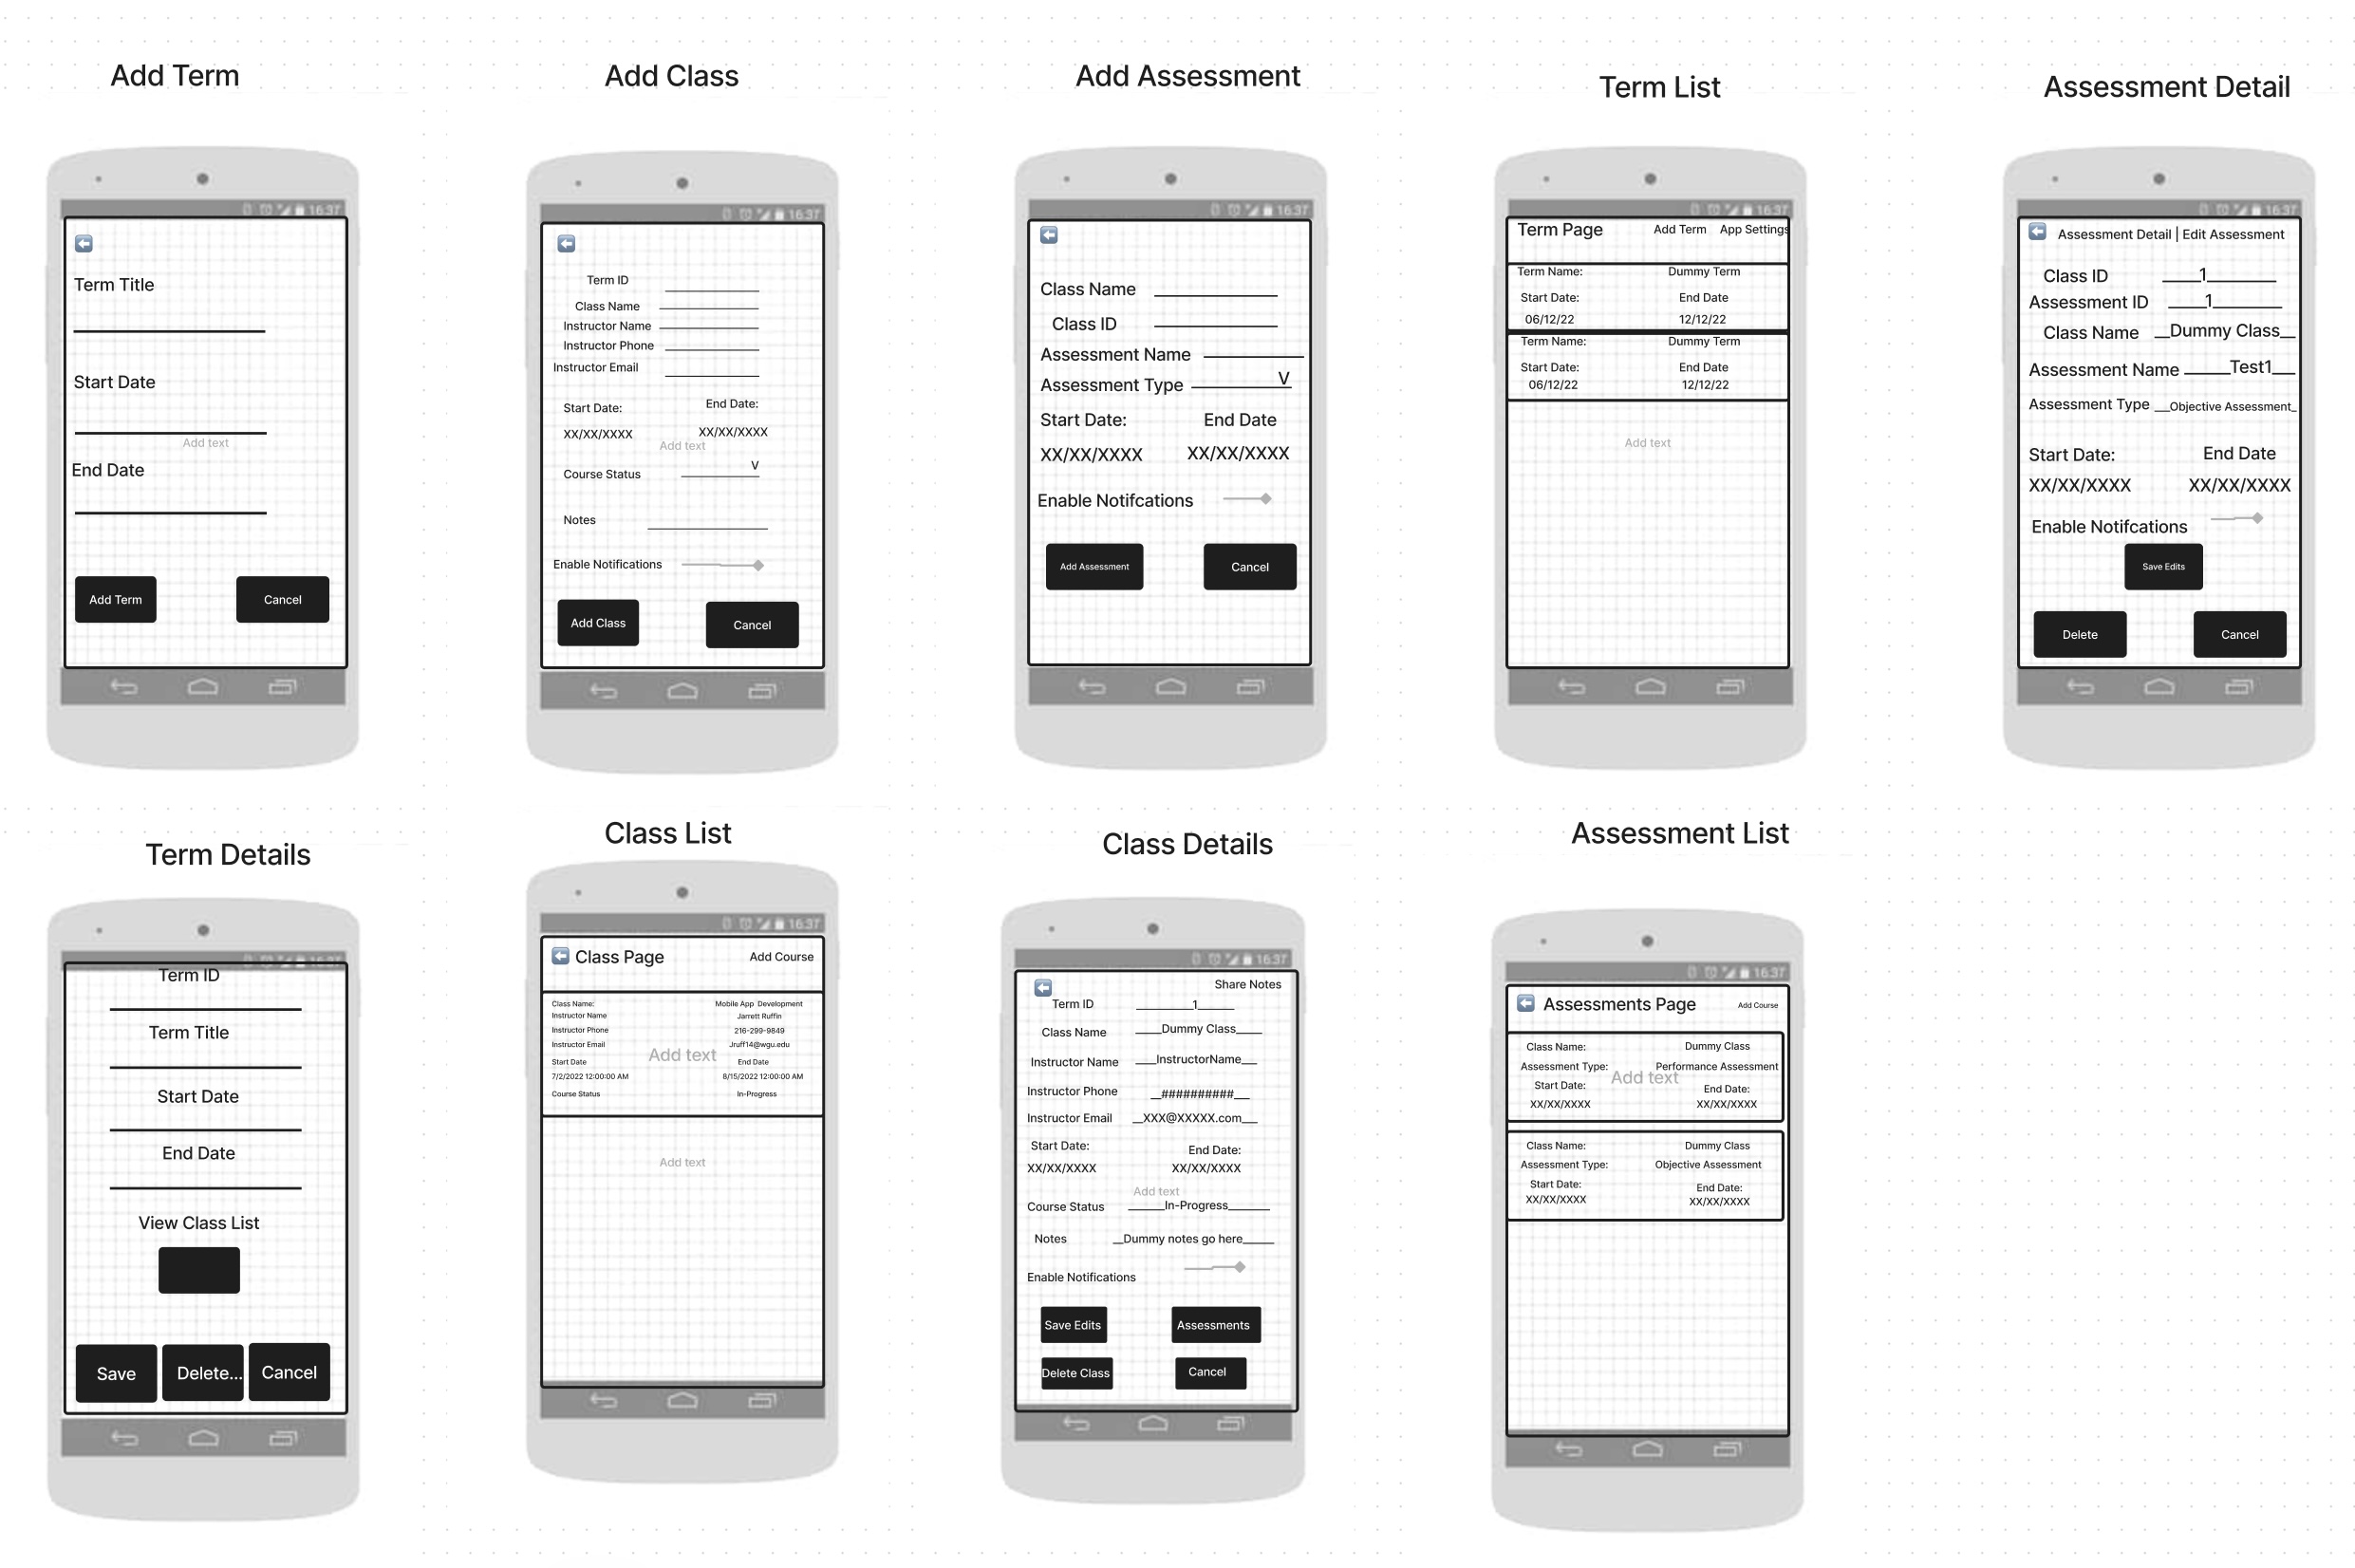 Add Term
16:37
Term Title
Start Date
Add text
End Date
Add Term Cancel
Add Class
16:37
Term ID
Class Name
Instructor Name
Instructor Phone
Instructor Email
Start Date: End Date:
XX/XX/XXXX XX/XX/XXXX
Add text
Course Status V
Notes
Enable Notifications
Add Class Cancel
Add Assessment
16:37
Class Name
Class ID
Assessment Name
Assessment Type V
Start Date: End Date
XX/XX/XXXX XX/XX/XXXX
Enable Notifcations
Add Assessment Cancel
Term List
16:37
Term Page Add Term App Settings
Term Name: Dummy Term
Start Date: End Date
06/12/22 12/12/22
Term Name: Dummy Term
Start Date: End Date
06/12/22 12/12/22
Add text
Assessment Detail
16:37
Assessment Detail | Edit Assessment
Class ID ____1_______
Assessment ID ____1_______
Class Name __Dummy Class__
Assessment Name ______Test1___
Assessment Type __Objective Assessment_
Start Date: End Date
XX/XX/XXXX XX/XX/XXXX
Enable Notifcations
Save Edits
Delete Cancel
Term Details
16:37
Term ID
Term Title
Start Date
End Date
View Class List
Save Delete... Cancel
Class List
16:37
Class Page Add Course
Class Name: Mobile App Development
Instructor Name Jarrett Ruffin
Instructor Phone 216-299-9849
Instructor Email Jruff14@wgu.edu
Add text
Start Date End Date
7/2/2022 12:00:00 AM 8/15/2022 12:00:00 AM
Course Status In-Progress
Add text
Class Details
16:37
Share Notes
Term ID _________1______
Class Name ____Dummy Class____
Instructor Name ___InstructorName___
Instructor Phone __##########___
Instructor Email __XXX@XXXXX.com___
Start Date: End Date:
XX/XX/XXXX XX/XX/XXXX
Add text
Course Status ______In-Progress_______
Notes __Dummy notes go here______
Enable Notifications
Save Edits Assessments
Delete Class Cancel
Assessment List
16:37
Assessments Page Add Course
Class Name: Dummy Class
Assessment Type: Performance Assessment
Add text
Start Date: End Date:
XX/XX/XXXX XX/XX/XXXX
Class Name: Dummy Class
Assessment Type: Objective Assessment
Start Date: End Date:
XX/XX/XXXX XX/XX/XXXX